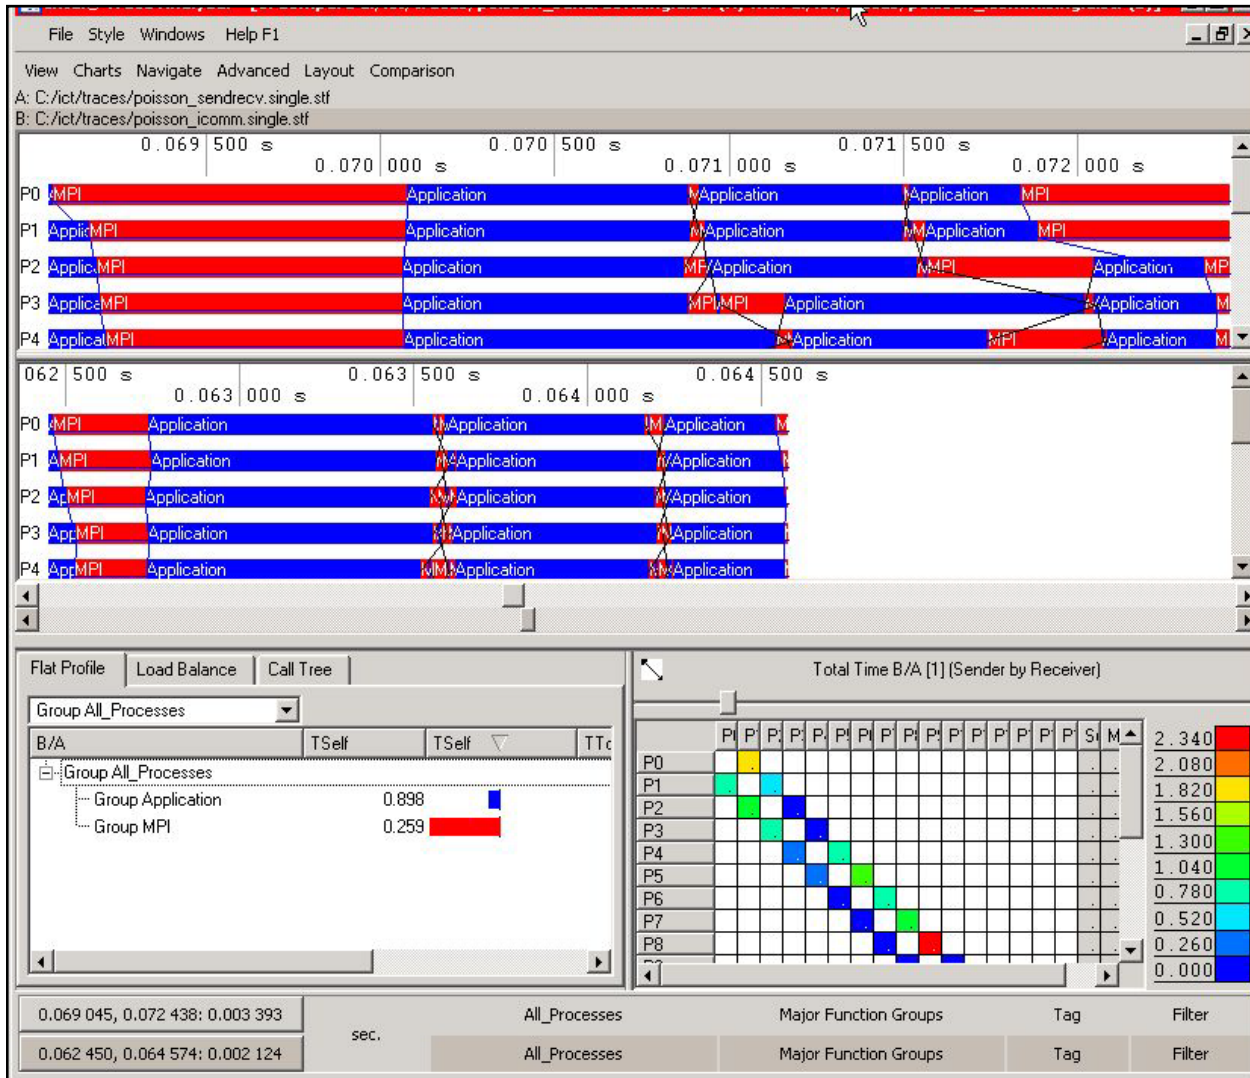 File Style Windows Help F1
View Charts Navigate Advanced Layout Comparison
A: C:/ict/traces/poisson_sendrecv.single.stf
B: C:/ict/traces/poisson_icomm.single.stf
0.069 500 s 0.070 500 s 0.071 500 s
0.070 000 s 0.071 000 s 0.072 000 s
P0 MPI Application Application Application MPI
P1 Applic MPI Application Application Application MPI
P2 Applic MPI Application MP Application MPI Application MP
P3 Applica MPI Application MPI MPI Application Application M
P4 Applical MPI Application Application MPI Application M
062 500 s 0.063 500 s 0.064 500 s
0.063 000 s 0.064 000 s
P0 MPI Application Application M Application M
P1 A MPI Application Application Application
P2 Ap MPI Application Application Application
P3 App MPI Application Application Application
P4 App MPI Application Application Application
Flat Profile Load Balance Call Tree
Group All_Processes
B/A TSelf TSelf TTo
Group All_Processes
Group Application 0.898
Group MPI 0.259
Total Time B/A [1] (Sender by Receiver)
P0
P1
P2
P3
P4
P5
P6
P7
P8
2.340
2.080
1.820
1.560
1.300
1.040
0.780
0.520
0.260
0.000
0.069 045, 0.072 438: 0.003 393 sec. All_Processes Major Function Groups Tag Filter
0.062 450, 0.064 574: 0.002 124 All_Processes Major Function Groups Tag Filter